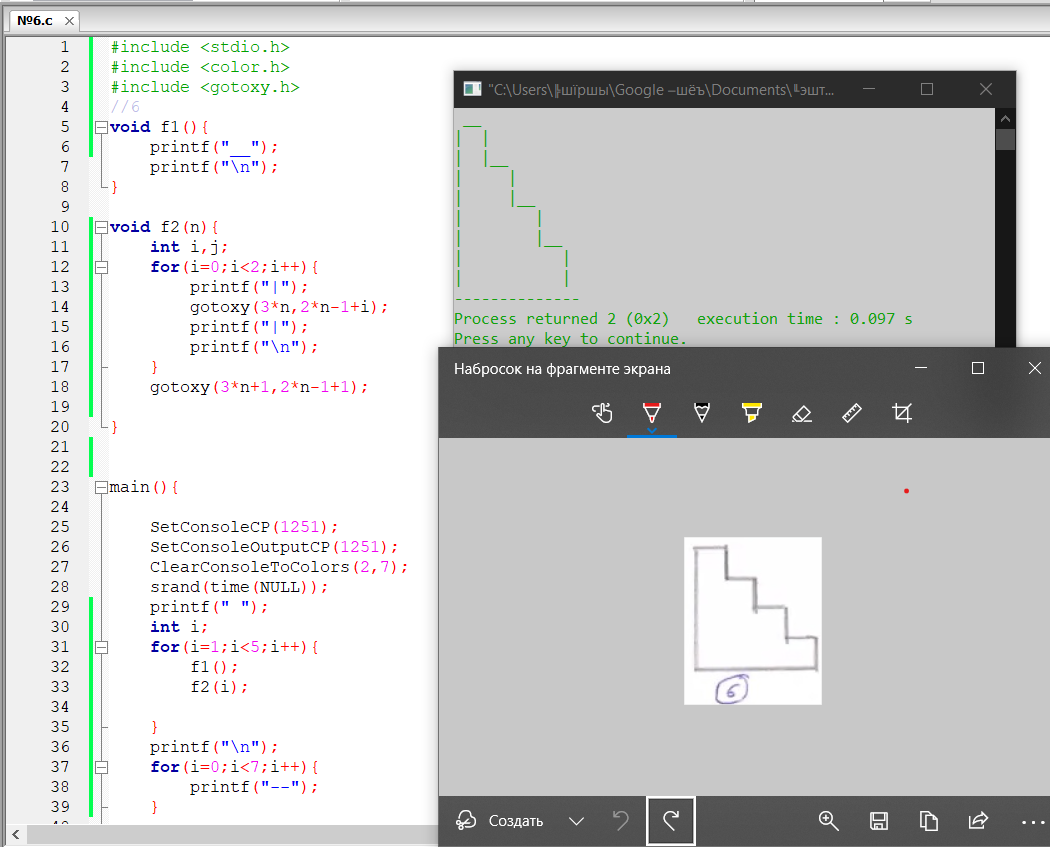 №6.c
1 #include <stdio.h>
2 #include <color.h>
3 #include <gotoxy.h>
4 //6
5 void f1(){
6 printf("__");
7 printf("\n");
8 }
9
10 void f2(n){
11 int i,j;
12 for(i=0;i<2;i++){
13 printf("|");
14 gotoxy(3*n,2*n-1+i);
15 printf("|");
16 printf("\n");
17 }
18 gotoxy(3*n+1,2*n-1+1);
19
20 }
21
22
23 main(){
24
25 SetConsoleCP(1251);
26 SetConsoleOutputCP(1251);
27 ClearConsoleToColors(2,7);
28 srand(time(NULL));
29 printf(" ");
30 int i;
31 for(i=1;i<5;i++){
32 f1();
33 f2(i);
34
35 }
36 printf("\n");
37 for(i=0;i<7;i++){
38 printf("--");
39 }
"C:\Users\╠шїршы\Google –шёъ\Documents\╙эшт...
 __
|  |
|  |__
|     |
|     |__
|        |
|        |__
|           |
|           |
--------------
Process returned 2 (0x2)   execution time : 0.097 s
Press any key to continue.
Набросок на фрагменте экрана
6
Создать